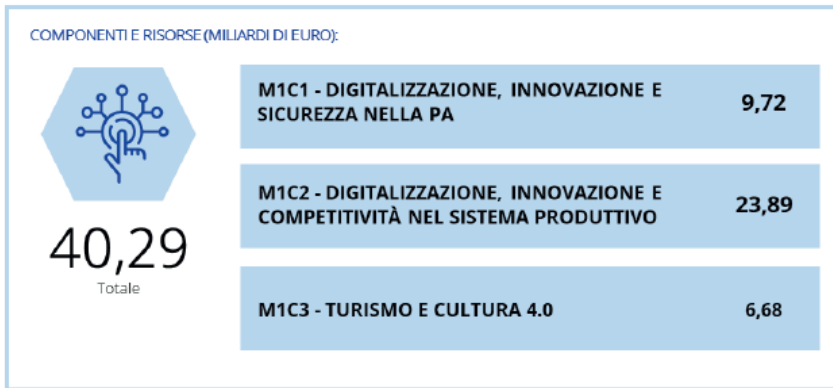 COMPONENTI E RISORSE (MILIARDI DI EURO):
M1C1 - DIGITALIZZAZIONE, INNOVAZIONE E
SICUREZZA NELLA PA
9,72
M1C2 - DIGITALIZZAZIONE, INNOVAZIONE E
COMPETITIVITÀ NEL SISTEMA PRODUTTIVO
23,89
40,29
Totale
M1C3 - TURISMO E CULTURA 4.0
6,68